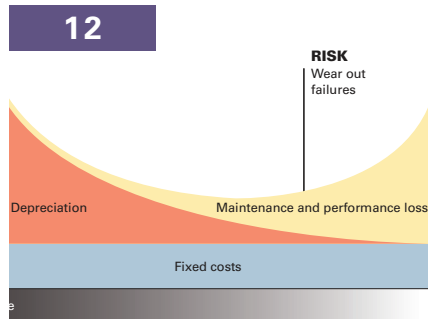 12
RISK
Wear out
failures
Depreciation
Maintenance and performance loss
Fixed costs
e